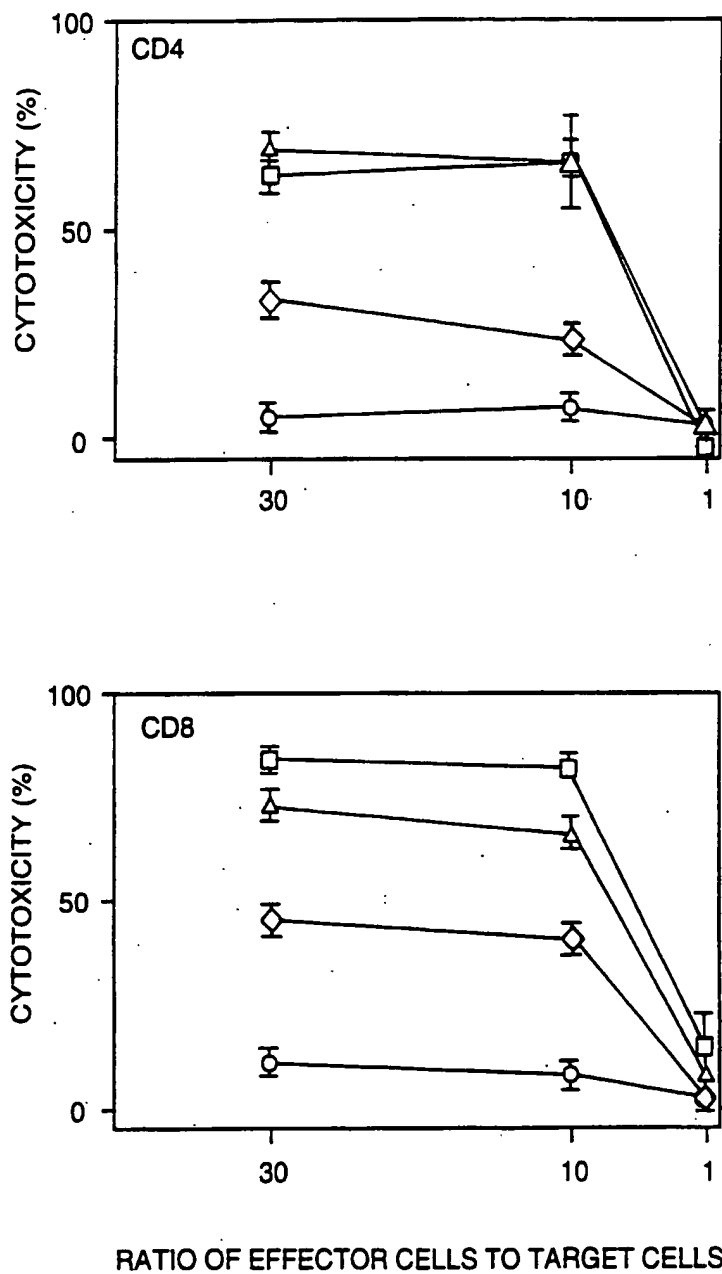 100
CD4
CYTOTOXICITY (%)
50
0
30 10 1
100
CD8
CYTOTOXICITY (%)
50
0
30 10 1
RATIO OF EFFECTOR CELLS TO TARGET CELLS